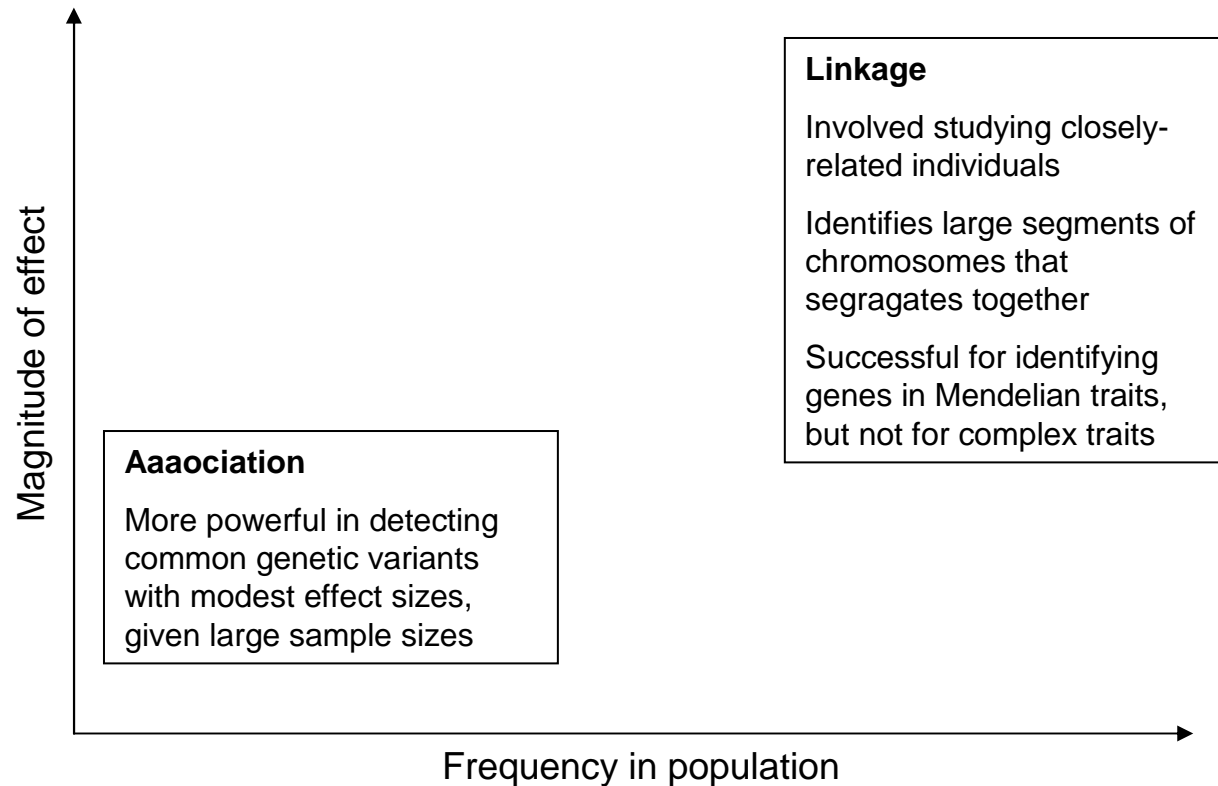 Magnitude of effect
Linkage
Involved studying closely-
related individuals
Identifies large segments of
chromosomes that
segragates together
Successful for identifying
genes in Mendelian traits,
but not for complex traits
Aaaociation
More powerful in detecting
common genetic variants
with modest effect sizes,
given large sample sizes
Frequency in population